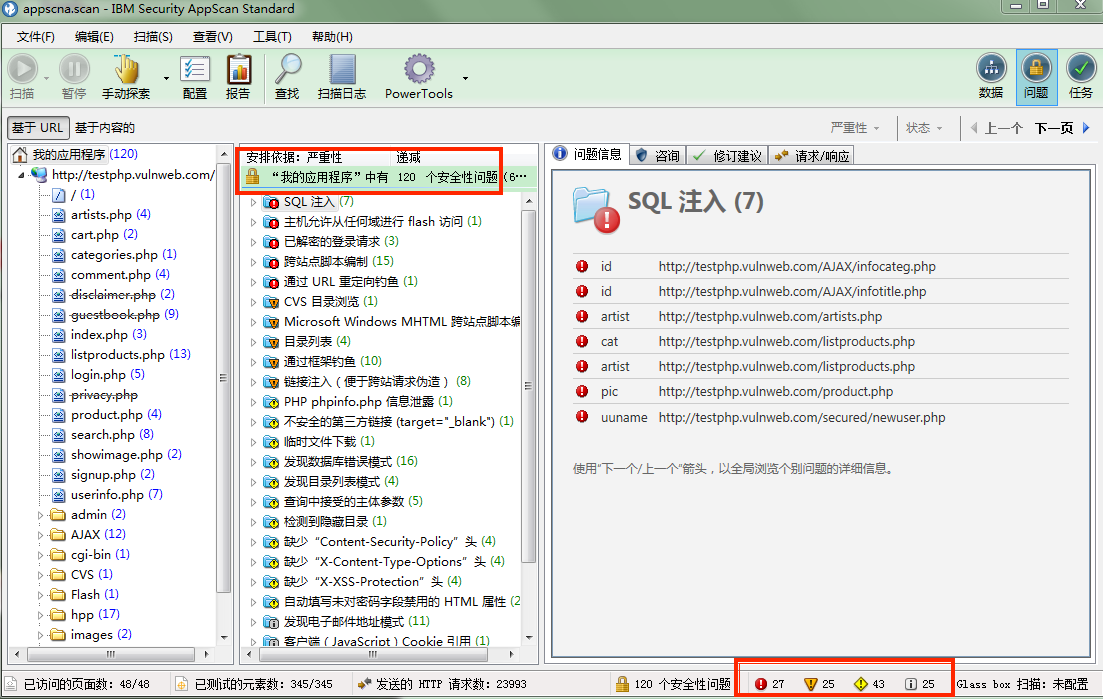 appscna.scan - IBM Security AppScan Standard
文件(F) 编辑(E) 扫描(S) 查看(V) 工具(T) 帮助(H)
扫描 暂停 手动探索 配置 报告 查找 扫描日志 PowerTools 数据 问题 任务
基于 URL 基于内容的 严重性 状态 上一个 下一页
我的应用程序 (120)
http://testphp.vulnweb.com/
/ (1)
artists.php (4)
cart.php (2)
categories.php (1)
comment.php (4)
disclaimer.php (2)
guestbook.php (9)
index.php (3)
listproducts.php (13)
login.php (5)
privacy.php
product.php (4)
search.php (8)
showimage.php (2)
signup.php (2)
userinfo.php (7)
admin (2)
AJAX (12)
cgi-bin (1)
CVS (1)
Flash (1)
hpp (17)
images (2)
安排依据: 严重性 递减
“我的应用程序”中有 120 个安全性问题 (6…
SQL 注入 (7)
主机允许从任何域进行 flash 访问 (1)
已解密的登录请求 (3)
跨站点脚本编制 (15)
通过 URL 重定向钓鱼 (1)
CVS 目录浏览 (1)
Microsoft Windows MHTML 跨站点脚本编
目录列表 (4)
通过框架钓鱼 (10)
链接注入（便于跨站请求伪造） (8)
PHP phpinfo.php 信息泄露 (1)
不安全的第三方链接 (target="_blank") (1)
临时文件下载 (1)
发现数据库错误模式 (16)
发现目录列表模式 (4)
查询中接受的主体参数 (5)
检测到隐藏目录 (1)
缺少“Content-Security-Policy”头 (4)
缺少“X-Content-Type-Options”头 (4)
缺少“X-XSS-Protection”头 (4)
自动填写未对密码字段禁用的 HTML 属性 (2
发现电子邮件地址模式 (11)
客户端（JavaScript）Cookie 引用 (1)
问题信息 咨询 修订建议 请求/响应
SQL 注入 (7)
id http://testphp.vulnweb.com/AJAX/infocateg.php
id http://testphp.vulnweb.com/AJAX/infotitle.php
artist http://testphp.vulnweb.com/artists.php
cat http://testphp.vulnweb.com/listproducts.php
artist http://testphp.vulnweb.com/listproducts.php
pic http://testphp.vulnweb.com/product.php
uuname http://testphp.vulnweb.com/secured/newuser.php
使用“下一个/上一个”箭头，以全局浏览个别问题的详细信息。
已访问的页面数: 48/48 已测试的元素数: 345/345 发送的 HTTP 请求数: 23993 120 个安全性问题 27 25 43 25 Glass box 扫描: 未配置